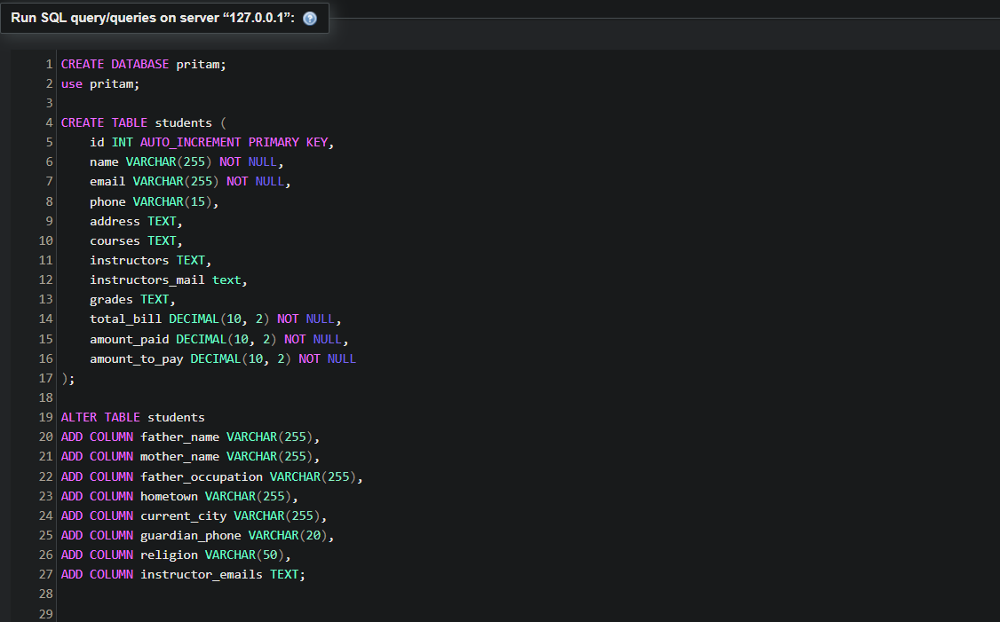 Run SQL query/queries on server “127.0.0.1”:
1 CREATE DATABASE pritam;
2 use pritam;
3
4 CREATE TABLE students (
5     id INT AUTO_INCREMENT PRIMARY KEY,
6     name VARCHAR(255) NOT NULL,
7     email VARCHAR(255) NOT NULL,
8     phone VARCHAR(15),
9     address TEXT,
10     courses TEXT,
11     instructors TEXT,
12     instructors_mail text,
13     grades TEXT,
14     total_bill DECIMAL(10, 2) NOT NULL,
15     amount_paid DECIMAL(10, 2) NOT NULL,
16     amount_to_pay DECIMAL(10, 2) NOT NULL
17 );
18
19 ALTER TABLE students
20 ADD COLUMN father_name VARCHAR(255),
21 ADD COLUMN mother_name VARCHAR(255),
22 ADD COLUMN father_occupation VARCHAR(255),
23 ADD COLUMN hometown VARCHAR(255),
24 ADD COLUMN current_city VARCHAR(255),
25 ADD COLUMN guardian_phone VARCHAR(20),
26 ADD COLUMN religion VARCHAR(50),
27 ADD COLUMN instructor_emails TEXT;
28
29